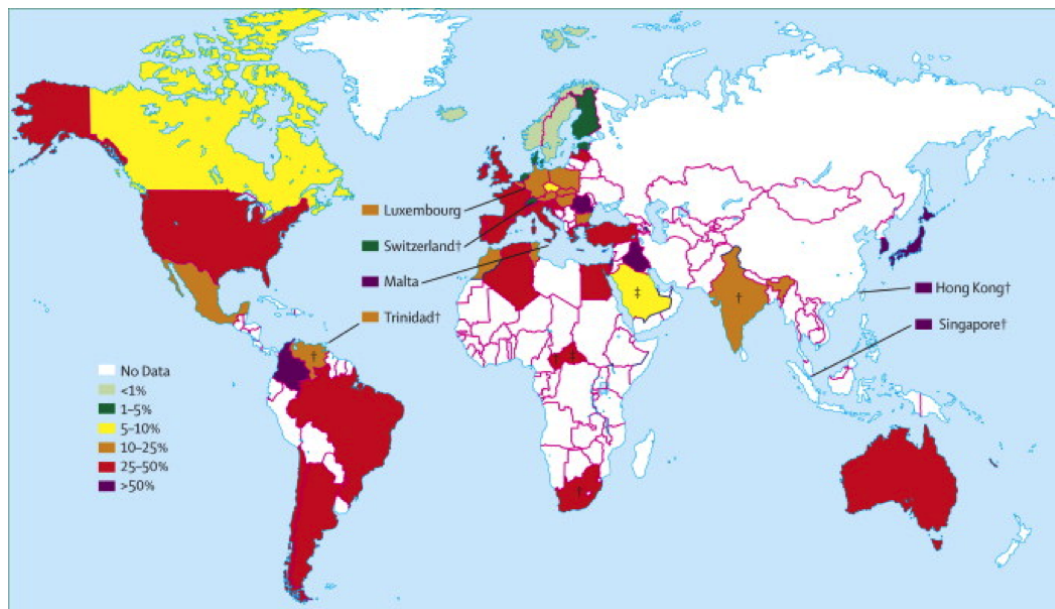 Luxembourg
Switzerland†
Malta
Trinidad†
Hong Kong†
Singapore†
‡
†
†
†
‡
†
No Data
<1%
1–5%
5–10%
10–25%
25–50%
>50%